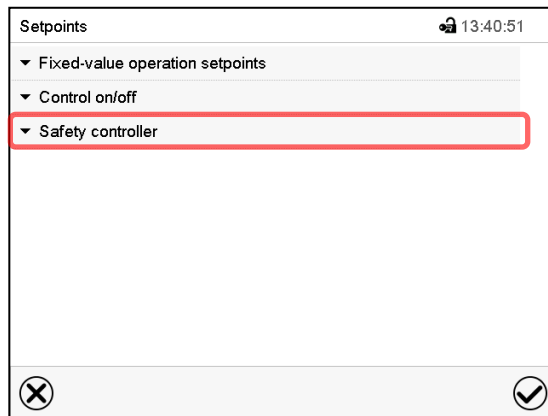 Setpoints 13:40:51
Fixed-value operation setpoints
Control on/off
Safety controller